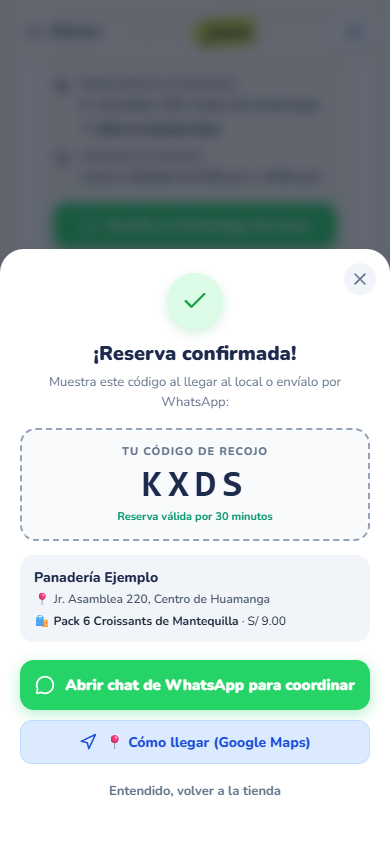 ¡Reserva confirmada!
Muestra este código al llegar al local o envíalo por
WhatsApp:
TU CÓDIGO DE RECOJO
KXDS
Reserva válida por 30 minutos
Panadería Ejemplo
📍 Jr. Asamblea 220, Centro de Huamanga
🛍️ Pack 6 Croissants de Mantequilla · S/ 9.00
Abrir chat de WhatsApp para coordinar
📍 Cómo llegar (Google Maps)
Entendido, volver a la tienda